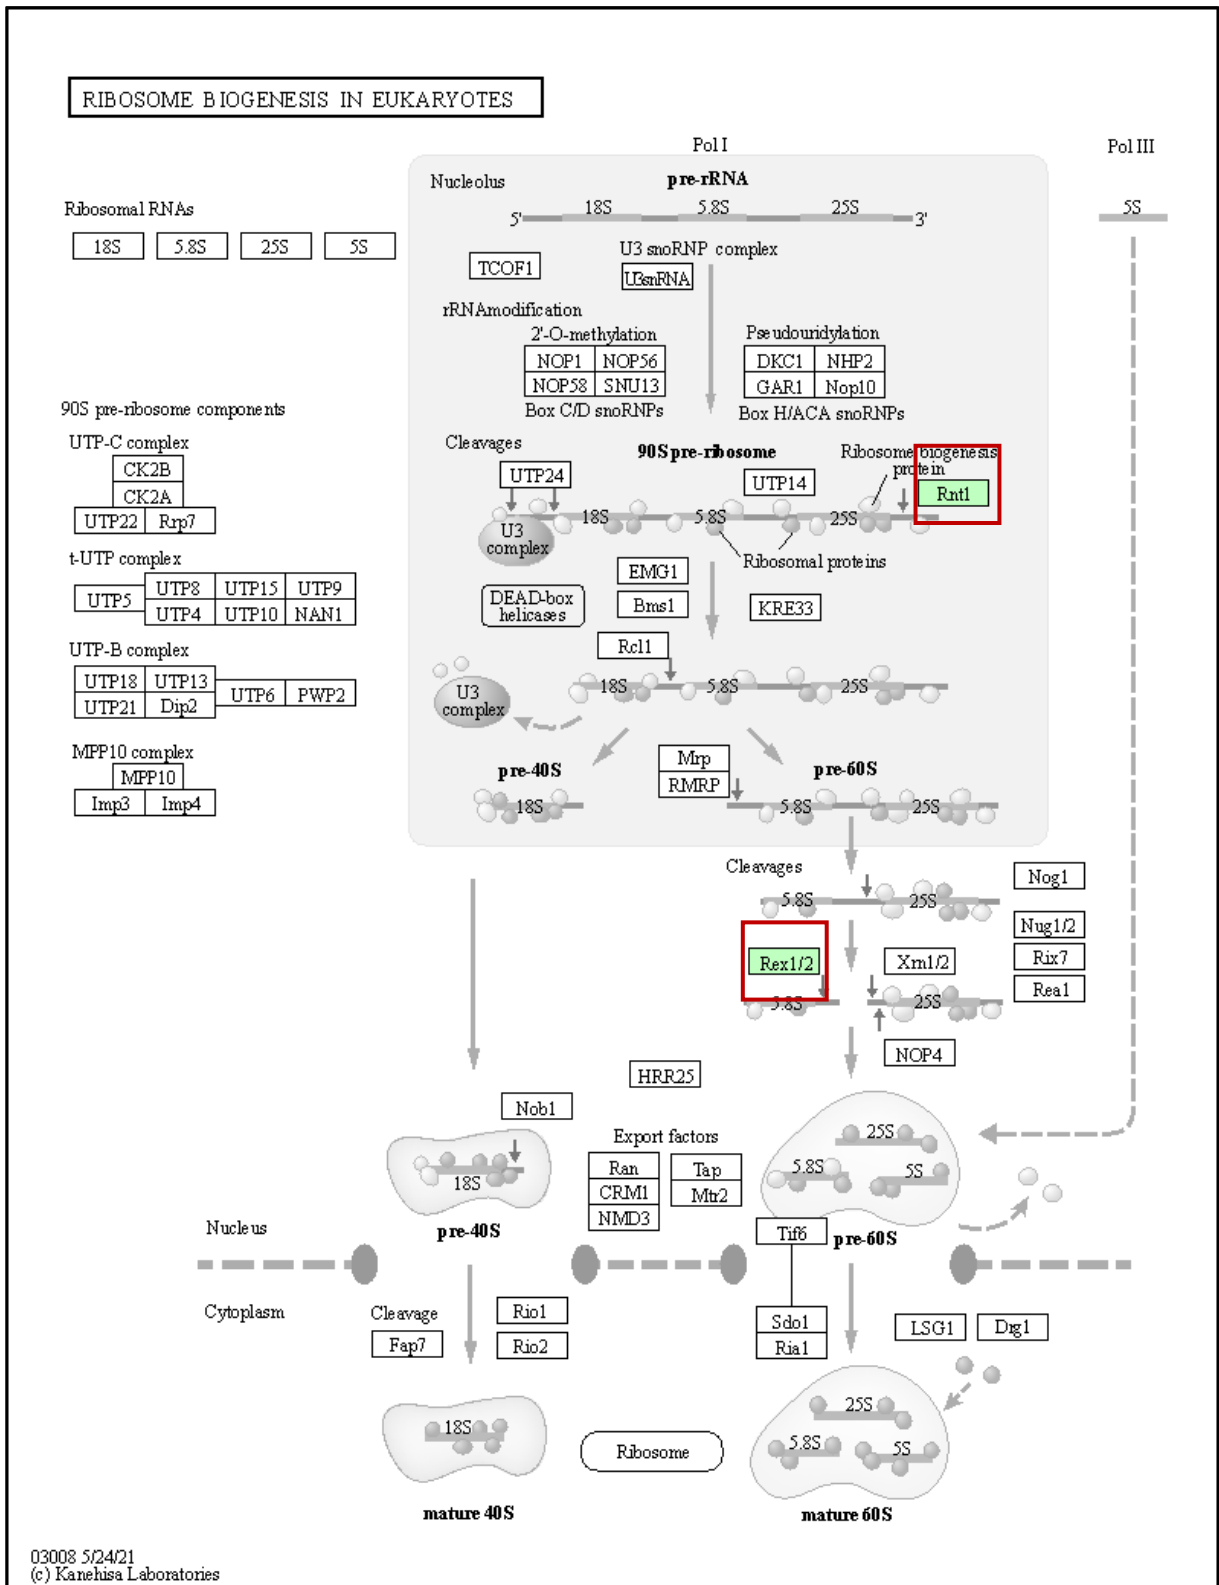 RIBOSOME BIOGENESIS IN EUKARYOTES
Pol I
Pol III
Nucleolus
pre-rRNA
Ribosomal RNAs
18S
5.8S
25S
5S
5'
18S
5.8S
25S
3'
5S
TCOF1
U3 snoRNP complex
U3snRNA
rRNAmodification
2'-O-methylation
NOP1 NOP56
NOP58 SNU13
Box C/D snoRNPs
Pseudouridylation
DKC1 NHP2
GAR1 Nop10
Box H/ACA snoRNPs
90S pre-ribosome components
UTP-C complex
CK2B
CK2A
UTP22 Rrp7
t-UTP complex
UTP5
UTP8 UTP15 UTP9
UTP4 UTP10 NAN1
UTP-B complex
UTP18 UTP13
UTP21 Dip2
UTP6 PWP2
MPP10 complex
MPP10
Imp3 Imp4
Cleavages
90S pre-ribosome
Ribosome biogenesis
protein
UTP24
UTP14
Rnt1
18S
5.8S
25S
U3
complex
Ribosomal proteins
EMG1
Bms1
DEAD-box
helicases
KRE33
Rcl1
18S
5.8S
25S
U3
complex
pre-40S
Mrp
RMRP
pre-60S
18S
5.8S
25S
Cleavages
Nog1
5.8S
25S
Nug1/2
Rix7
Rea1
Rex1/2
Xrn1/2
5.8S
25S
NOP4
HRR25
Nob1
Export factors
Ran
CRM1
NMD3
Tap
Mtr2
18S
25S
5.8S
5S
pre-40S
Tif6
pre-60S
Nucleus
Cytoplasm
Cleavage
Fap7
Rio1
Rio2
Sdo1
Ria1
LSG1
Drg1
18S
Ribosome
25S
5.8S
5S
mature 40S
mature 60S
03008 5/24/21
(c) Kanehisa Laboratories